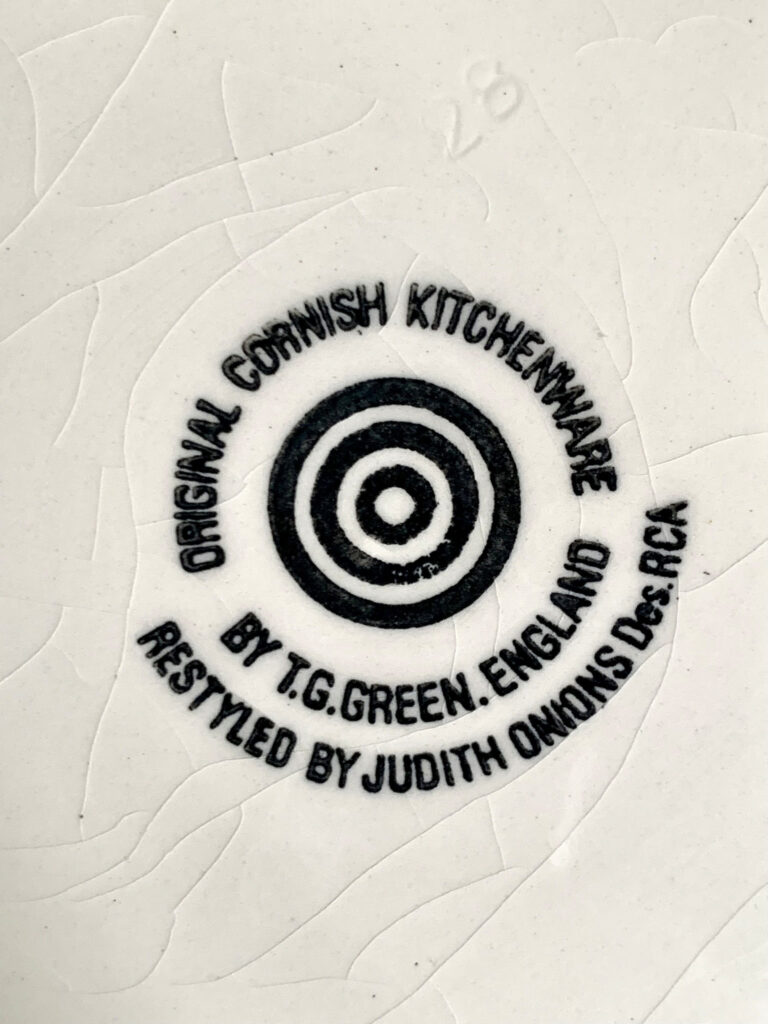 28
ORIGINAL CORNISH KITCHENWARE
BY T.G.GREEN. ENGLAND
RESTYLED BY JUDITH ONIONS Des.RCA